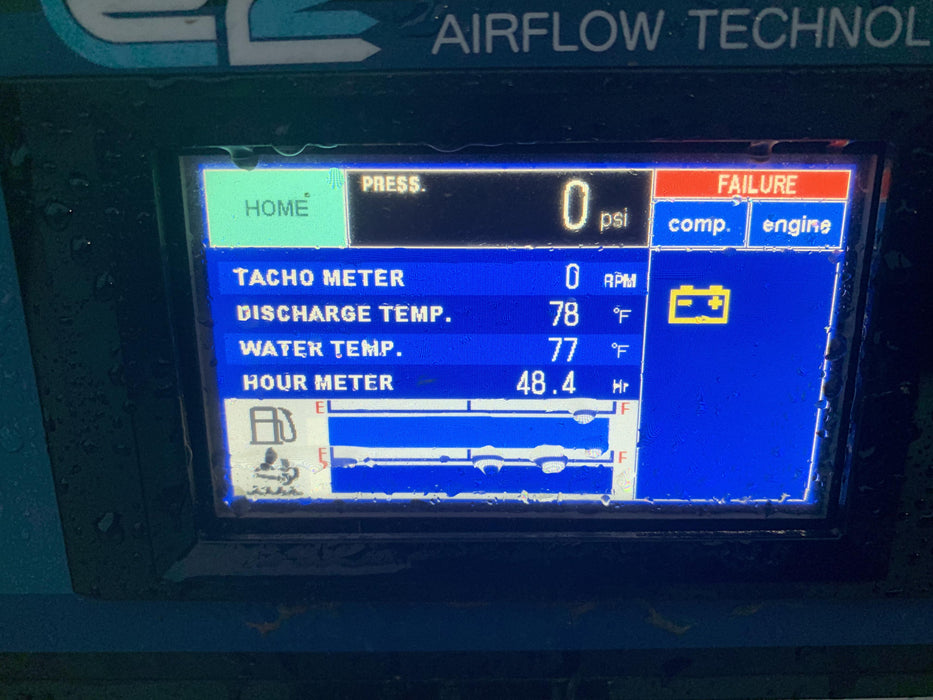 AIRFLOW TECHNOL
HOME
PRESS.
0 psi
FAILURE
comp. engine
TACHO METER 0 RPM
DISCHARGE TEMP. 78 °F
WATER TEMP. 77 °F
HOUR METER 48.4 Hr
E F
E F
- +